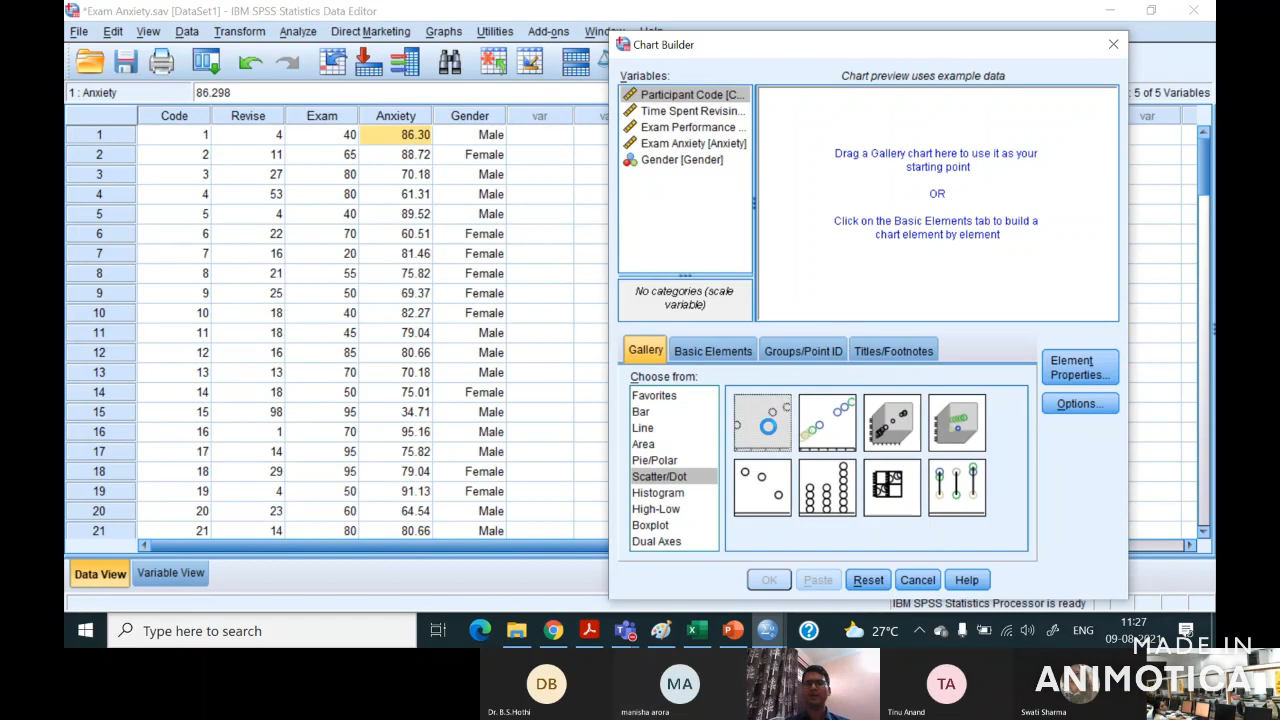 *Exam Anxiety.sav [DataSet1] - IBM SPSS Statistics Data Editor
File Edit View Data Transform Analyze Direct Marketing Graphs Utilities Add-ons
1 : Anxiety 86.298
: 5 of 5 Variables
Code Revise Exam Anxiety Gender var var
1 1 4 40 86.30 Male
2 2 11 65 88.72 Female
3 3 27 80 70.18 Male
4 4 53 80 61.31 Male
5 5 4 40 89.52 Male
6 6 22 70 60.51 Female
7 7 16 20 81.46 Female
8 8 21 55 75.82 Female
9 9 25 50 69.37 Female
10 10 18 40 82.27 Female
11 11 18 45 79.04 Male
12 12 16 85 80.66 Male
13 13 13 70 70.18 Male
14 14 18 50 75.01 Female
15 15 98 95 34.71 Male
16 16 1 70 95.16 Male
17 17 14 95 75.82 Male
18 18 29 95 79.04 Female
19 19 4 50 91.13 Female
20 20 23 60 64.54 Male
21 21 14 80 80.66 Male
Data View Variable View
Chart Builder
Variables:
Chart preview uses example data
Participant Code [C...
Time Spent Revisin...
Exam Performance ...
Exam Anxiety [Anxiety]
Gender [Gender]
No categories (scale
variable)
Drag a Gallery chart here to use it as your
starting point
OR
Click on the Basic Elements tab to build a
chart element by element
Gallery Basic Elements Groups/Point ID Titles/Footnotes
Choose from:
Favorites
Bar
Line
Area
Pie/Polar
Scatter/Dot
Histogram
High-Low
Boxplot
Dual Axes
Element
Properties...
Options...
OK Paste Reset Cancel Help
IBM SPSS Statistics Processor is ready
Type here to search
27°C ENG 11:27
09-08-2021
MADE IN
ANIMOTICA
DB MA TA
Dr. B.S.Hothi manisha arora Tinu Anand Swati Sharma